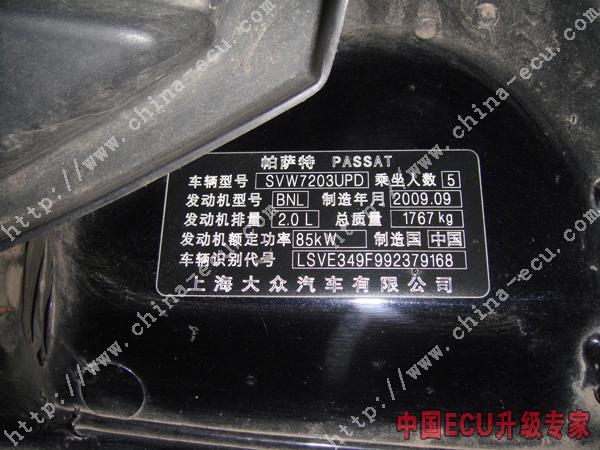 帕萨特 PASSAT
车辆型号 SVW7203UPD 乘坐人数 5
发动机型号 BNL 制造年月 2009.09
发动机排量 2.0 L 总质量 1767 kg
发动机额定功率 85kW 制造国 中国
车辆识别代号 LSVE349F992379168
上海大众汽车有限公司
http://www.china-ecu.com
http://www.china-ecu.com
http://www.china-ecu.com
http://www.china-ecu.com
中国ECU升级专家